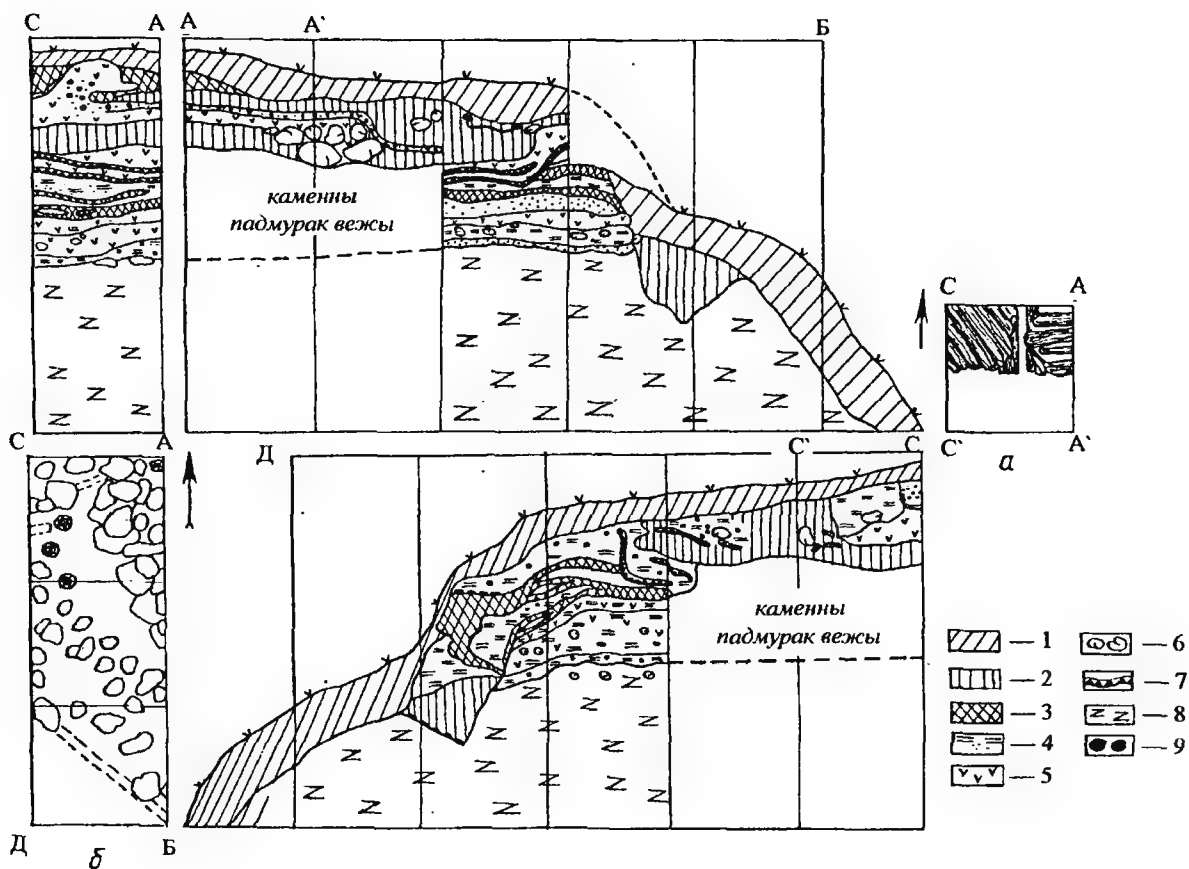 С А А А' Б
каменны
падмурак вежы
С А
С' А'
а
С А Д С' С
каменны
падмурак вежы
Д Б
б
— 1 — 6
— 2 — 7
— 3 — 8
— 4 — 9
— 5